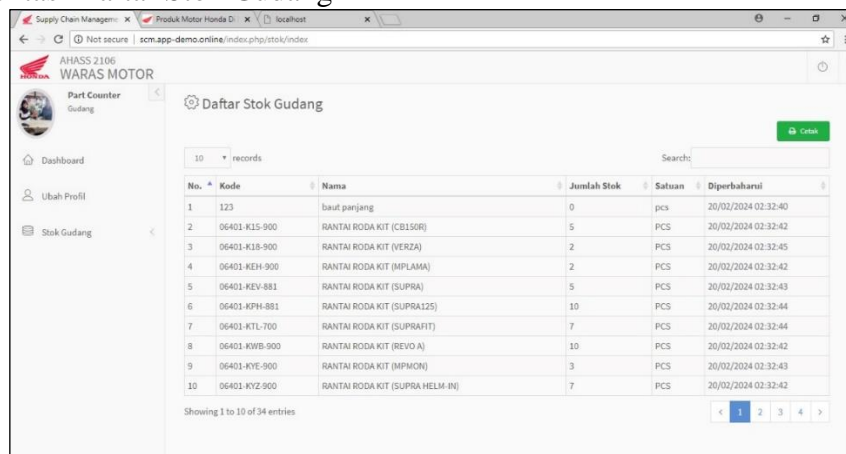 Supply Chain Managem
Produk Motor Honda D
localhost
Not secure | scm.app-demo.online/index.php/stok/index
HONDA
AHASS 2106
WARAS MOTOR
Part Counter
Gudang
Dashboard
Ubah Profil
Stok Gudang
Daftar Stok Gudang
Cetak
10 records Search:
No. Kode Nama Jumlah Stok Satuan Diperbaharui
1 123 baut panjang 0 pcs 20/02/2024 02:32:40
2 06401-K15-900 RANTAI RODA KIT (CB150R) 5 PCS 20/02/2024 02:32:42
3 06401-K18-900 RANTAI RODA KIT (VERZA) 2 PCS 20/02/2024 02:32:45
4 06401-KEH-900 RANTAI RODA KIT (MPLAMA) 2 PCS 20/02/2024 02:32:42
5 06401-KEV-881 RANTAI RODA KIT (SUPRA) 5 PCS 20/02/2024 02:32:43
6 06401-KPH-881 RANTAI RODA KIT (SUPRA125) 10 PCS 20/02/2024 02:32:44
7 06401-KTL-700 RANTAI RODA KIT (SUPRAFIT) 7 PCS 20/02/2024 02:32:44
8 06401-KWB-900 RANTAI RODA KIT (REVO A) 10 PCS 20/02/2024 02:32:42
9 06401-KYE-900 RANTAI RODA KIT (MPMON) 3 PCS 20/02/2024 02:32:43
10 06401-KYZ-900 RANTAI RODA KIT (SUPRA HELM-IN) 7 PCS 20/02/2024 02:32:42
Showing 1 to 10 of 34 entries
< 1 2 3 4 >